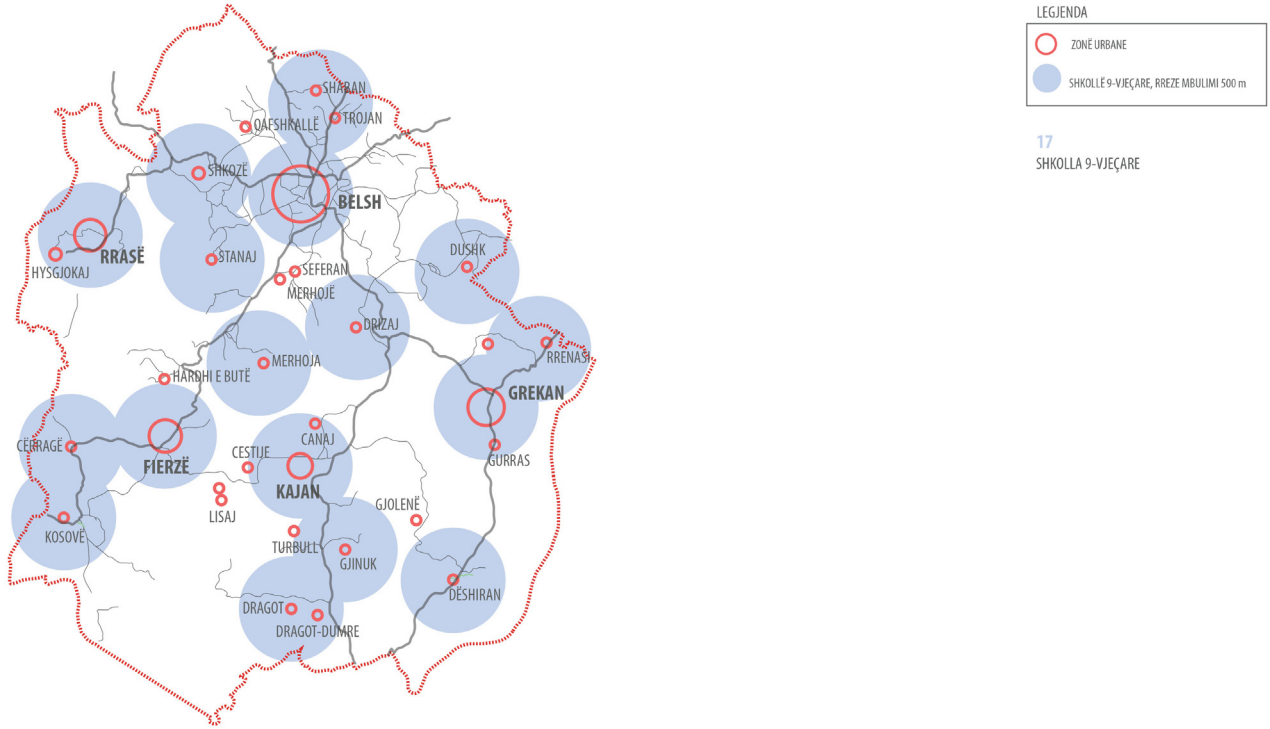 LEGJENDA
ZONË URBANE
SHKOLLË 9-VJEÇARE, RREZE MBULIMI 500 m
17
SHKOLLA 9-VJEÇARE
SHABAN
TROJAN
QAFSHKALLË
SHKOZË
BELSH
RRASË
HYSGJOKAJ
STANAJ
SEFERAN
MERHOJË
DUSHK
DRIZAJ
RRENAS
MERHOJA
HARDHI E BUTË
GREKAN
CANAJ
CËRRAGË
CESTIJE
GURRAS
FIERZË
KAJAN
GJOLENË
LISAJ
KOSOVË
TURBULL
GJINUK
DËSHIRAN
DRAGOT
DRAGOT-DUMRE